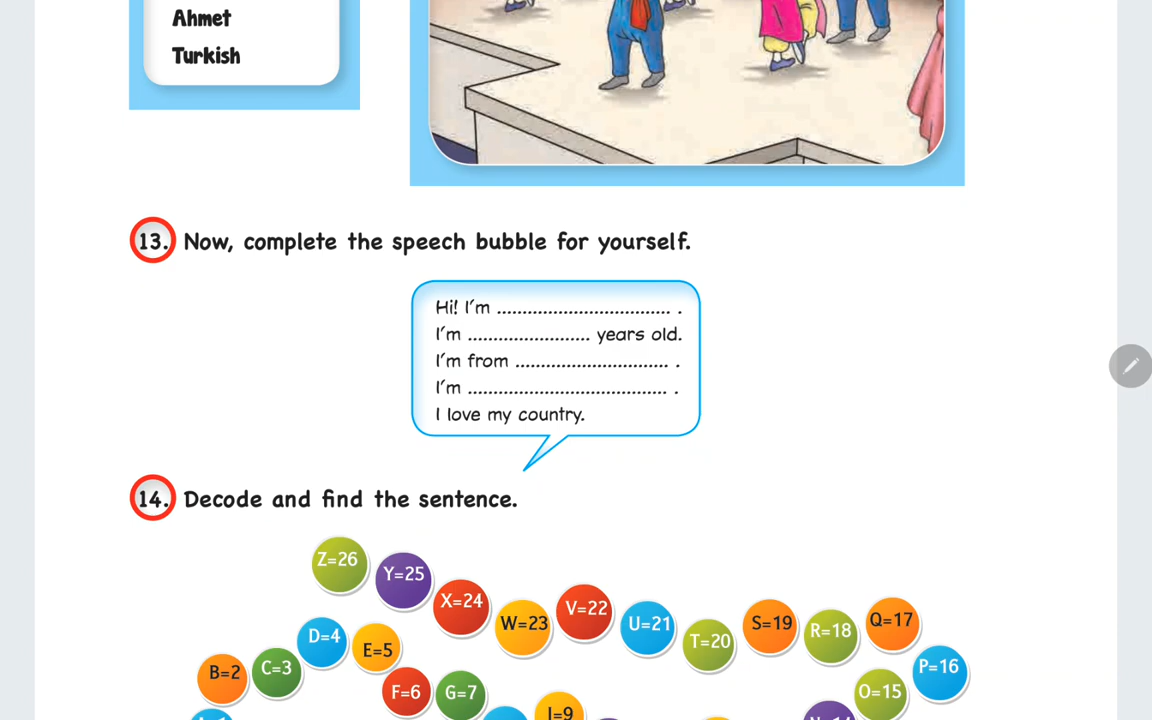 Ahmet
Turkish
13. Now, complete the speech bubble for yourself.
Hi! I'm .................................. .
I'm ........................ years old.
I'm from .............................. .
I'm ....................................... .
I love my country.
14. Decode and find the sentence.
Z=26
Y=25
X=24
W=23
V=22
U=21
T=20
S=19
R=18
Q=17
P=16
O=15
B=2
C=3
D=4
E=5
F=6
G=7
I=9